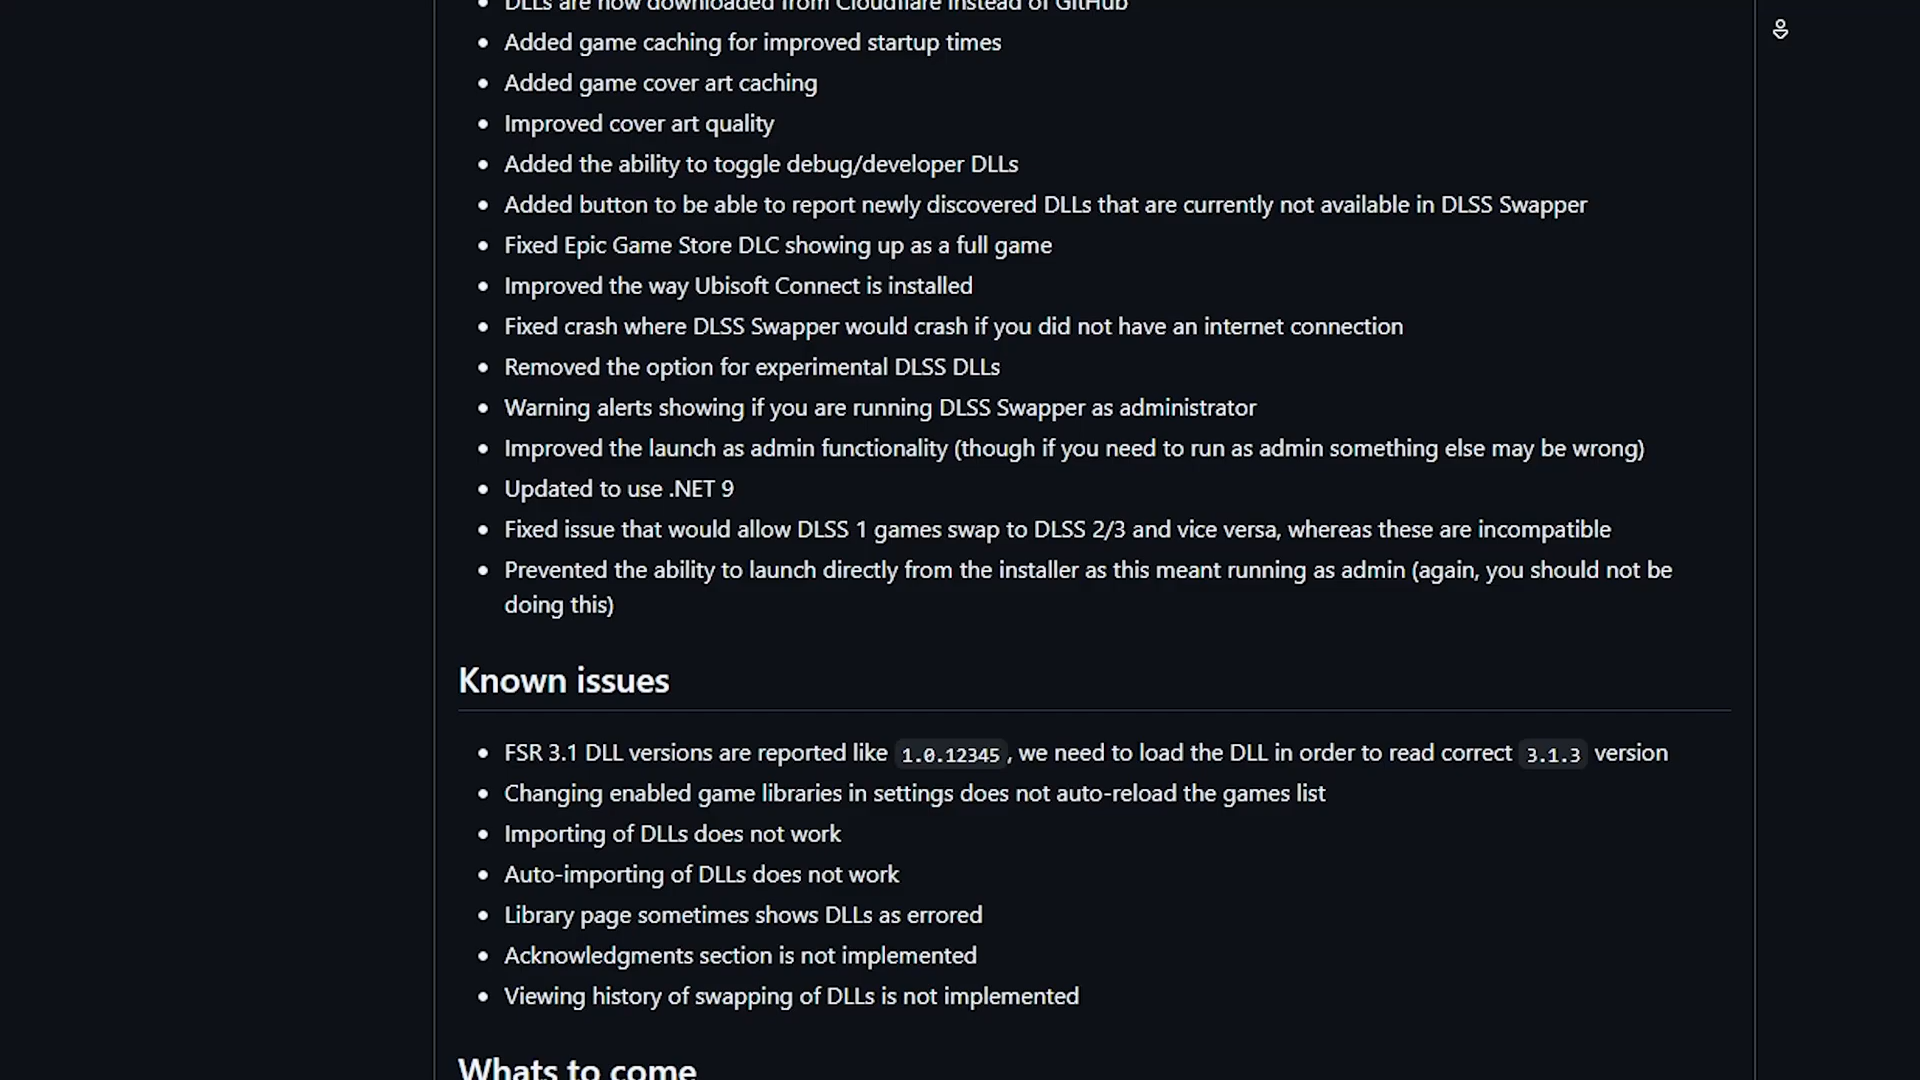 DLLs are now downloaded from Cloudflare instead of GitHub
Added game caching for improved startup times
Added game cover art caching
Improved cover art quality
Added the ability to toggle debug/developer DLLs
Added button to be able to report newly discovered DLLs that are currently not available in DLSS Swapper
Fixed Epic Game Store DLC showing up as a full game
Improved the way Ubisoft Connect is installed
Fixed crash where DLSS Swapper would crash if you did not have an internet connection
Removed the option for experimental DLSS DLLs
Warning alerts showing if you are running DLSS Swapper as administrator
Improved the launch as admin functionality (though if you need to run as admin something else may be wrong)
Updated to use .NET 9
Fixed issue that would allow DLSS 1 games swap to DLSS 2/3 and vice versa, whereas these are incompatible
Prevented the ability to launch directly from the installer as this meant running as admin (again, you should not be
doing this)
Known issues
FSR 3.1 DLL versions are reported like 1.0.12345, we need to load the DLL in order to read correct 3.1.3 version
Changing enabled game libraries in settings does not auto-reload the games list
Importing of DLLs does not work
Auto-importing of DLLs does not work
Library page sometimes shows DLLs as errored
Acknowledgments section is not implemented
Viewing history of swapping of DLLs is not implemented
Whats to come